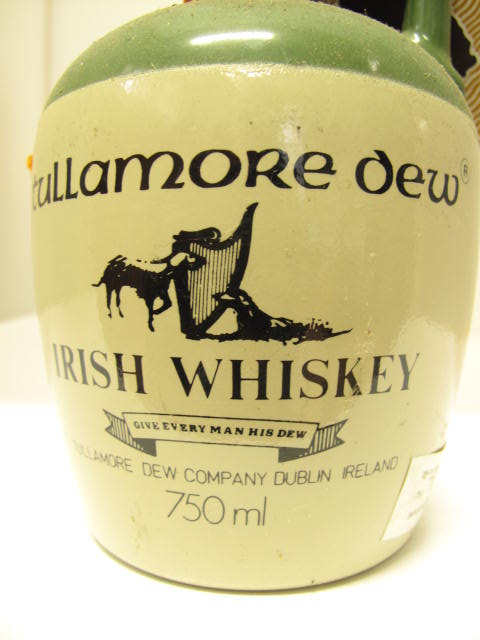 tullamore dew®
IRISH WHISKEY
GIVE EVERY MAN HIS DEW
TULLAMORE DEW COMPANY DUBLIN IRELAND
750 ml